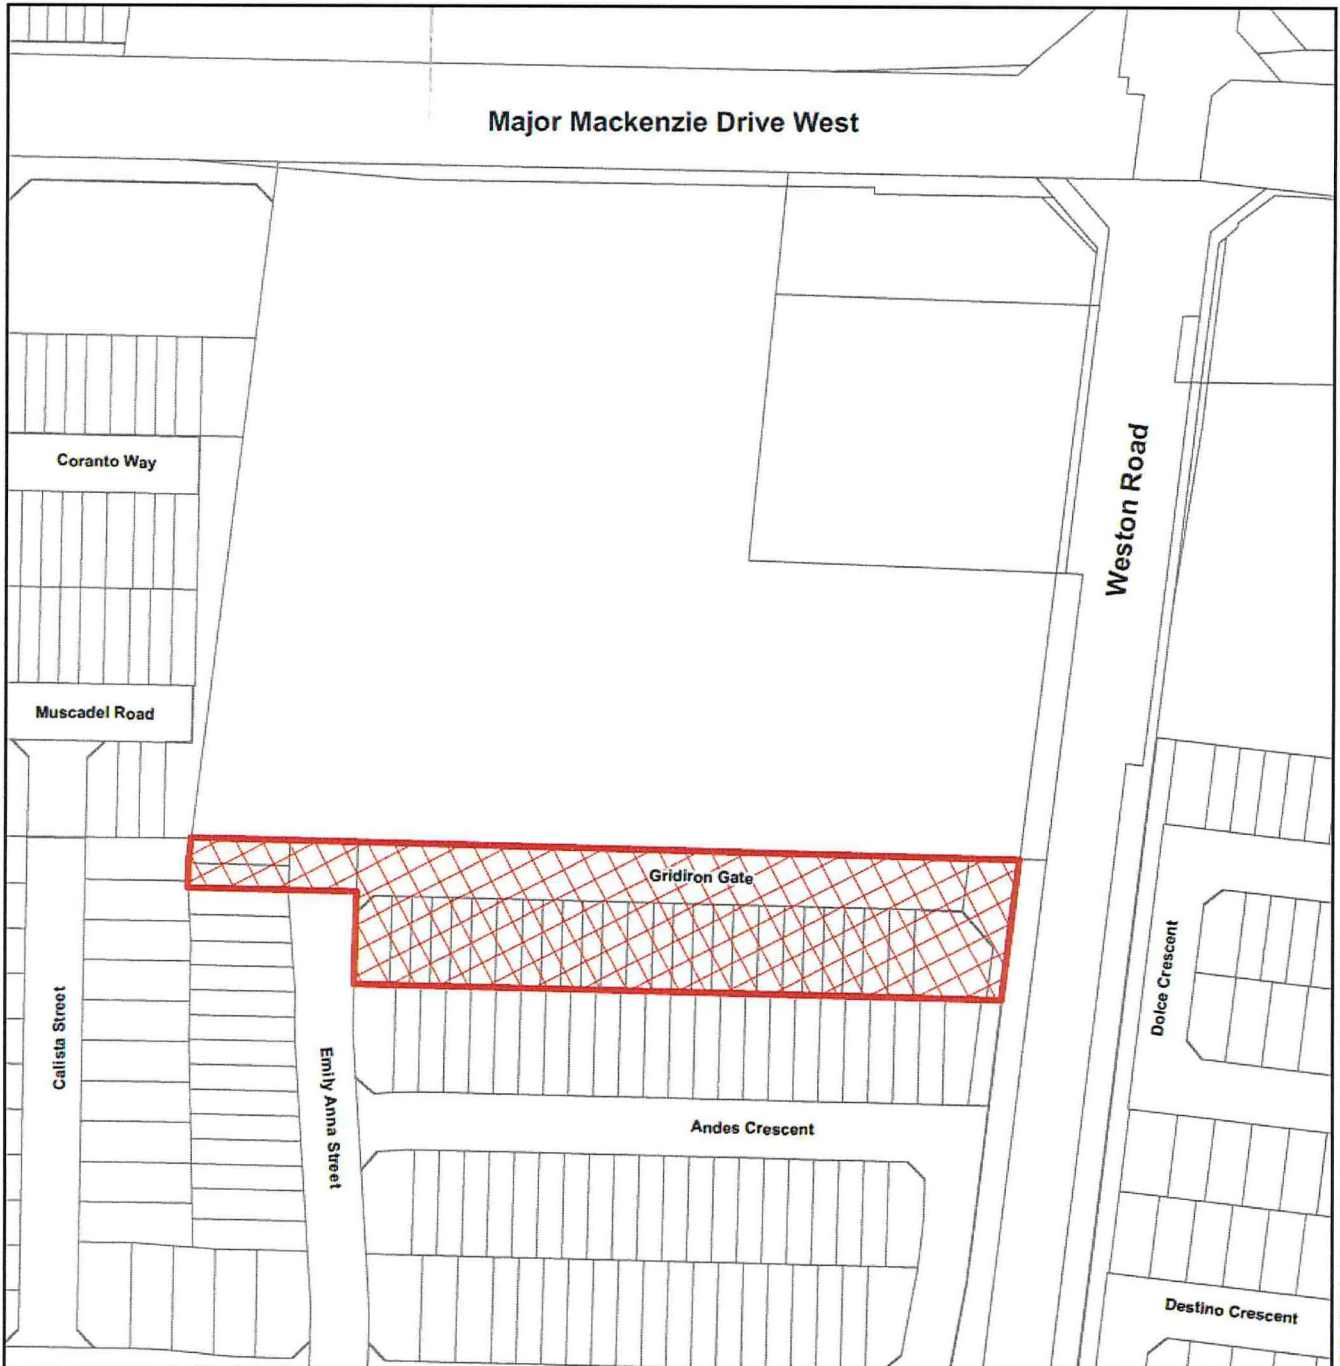 Major Mackenzie Drive West
Coranto Way
Weston Road
Muscadel Road
Gridiron Gate
Calista Street
Emily Anna Street
Dolce Crescent
Andes Crescent
Destino Crescent